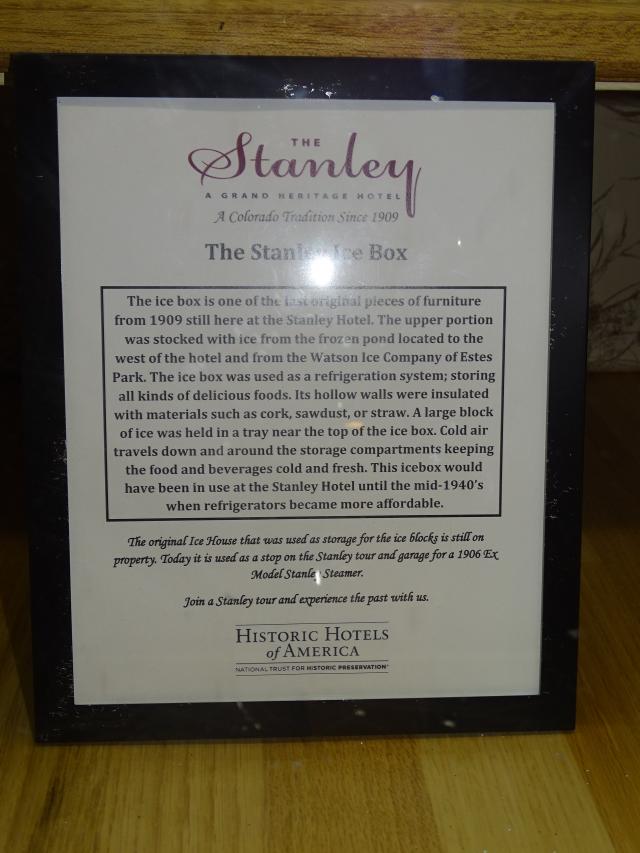 THE
Stanley
A GRAND HERITAGE HOTEL
A Colorado Tradition Since 1909
The Stanley Ice Box
The ice box is one of the last original pieces of furniture
from 1909 still here at the Stanley Hotel. The upper portion
was stocked with ice from the frozen pond located to the
west of the hotel and from the Watson Ice Company of Estes
Park. The ice box was used as a refrigeration system; storing
all kinds of delicious foods. Its hollow walls were insulated
with materials such as cork, sawdust, or straw. A large block
of ice was held in a tray near the top of the ice box. Cold air
travels down and around the storage compartments keeping
the food and beverages cold and fresh. This icebox would
have been in use at the Stanley Hotel until the mid-1940's
when refrigerators became more affordable.
The original Ice House that was used as storage for the ice blocks is still on
property. Today it is used as a stop on the Stanley tour and garage for a 1906 Ex
Model Stanley Steamer.
Join a Stanley tour and experience the past with us.
HISTORIC HOTELS
of AMERICA
NATIONAL TRUST FOR HISTORIC PRESERVATION®